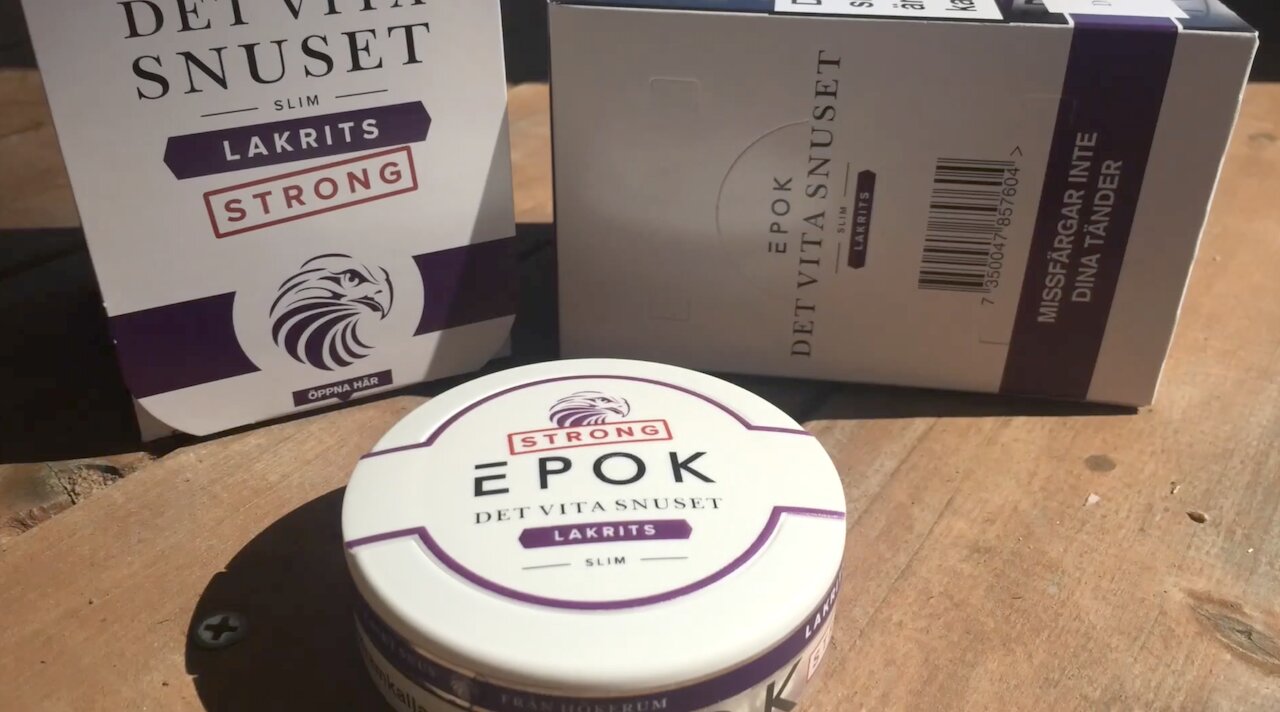 DET VITA
SNUSET
SLIM
LAKRITS
STRONG
ÖPPNA HÄR
EPOK
DET VITA SNUSET
SLIM
LAKRITS
7 350047 857604 >
MISSFÄRGAR INTE
DINA TÄNDER
STRONG
EPOK
DET VITA SNUSET
LAKRITS
SLIM
FRÅN HÖKERUM